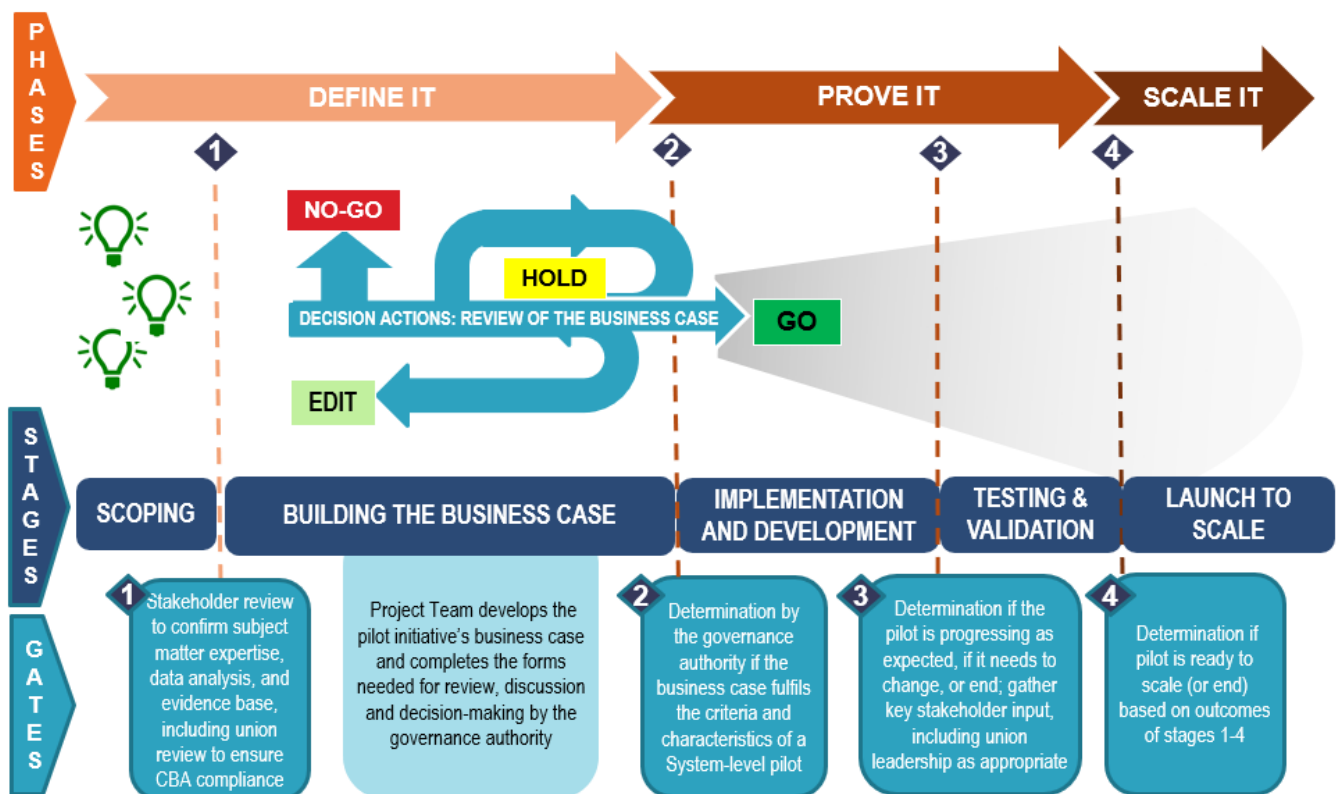 PHASES
DEFINE IT
PROVE IT
SCALE IT
1
2
3
4
NO-GO
HOLD
DECISION ACTIONS: REVIEW OF THE BUSINESS CASE
GO
EDIT
STAGES
SCOPING
BUILDING THE BUSINESS CASE
IMPLEMENTATION
AND DEVELOPMENT
TESTING &
VALIDATION
LAUNCH TO
SCALE
GATES
1
Stakeholder review
to confirm subject
matter expertise,
data analysis, and
evidence base,
including union
review to ensure
CBA compliance
Project Team develops the
pilot initiative's business case
and completes the forms
needed for review, discussion
and decision-making by the
governance authority
2
Determination by
the governance
authority if the
business case fulfils
the criteria and
characteristics of a
System-level pilot
3
Determination if the
pilot is progressing as
expected, if it needs to
change, or end; gather
key stakeholder input,
including union
leadership as appropriate
4
Determination if
pilot is ready to
scale (or end)
based on outcomes
of stages 1-4